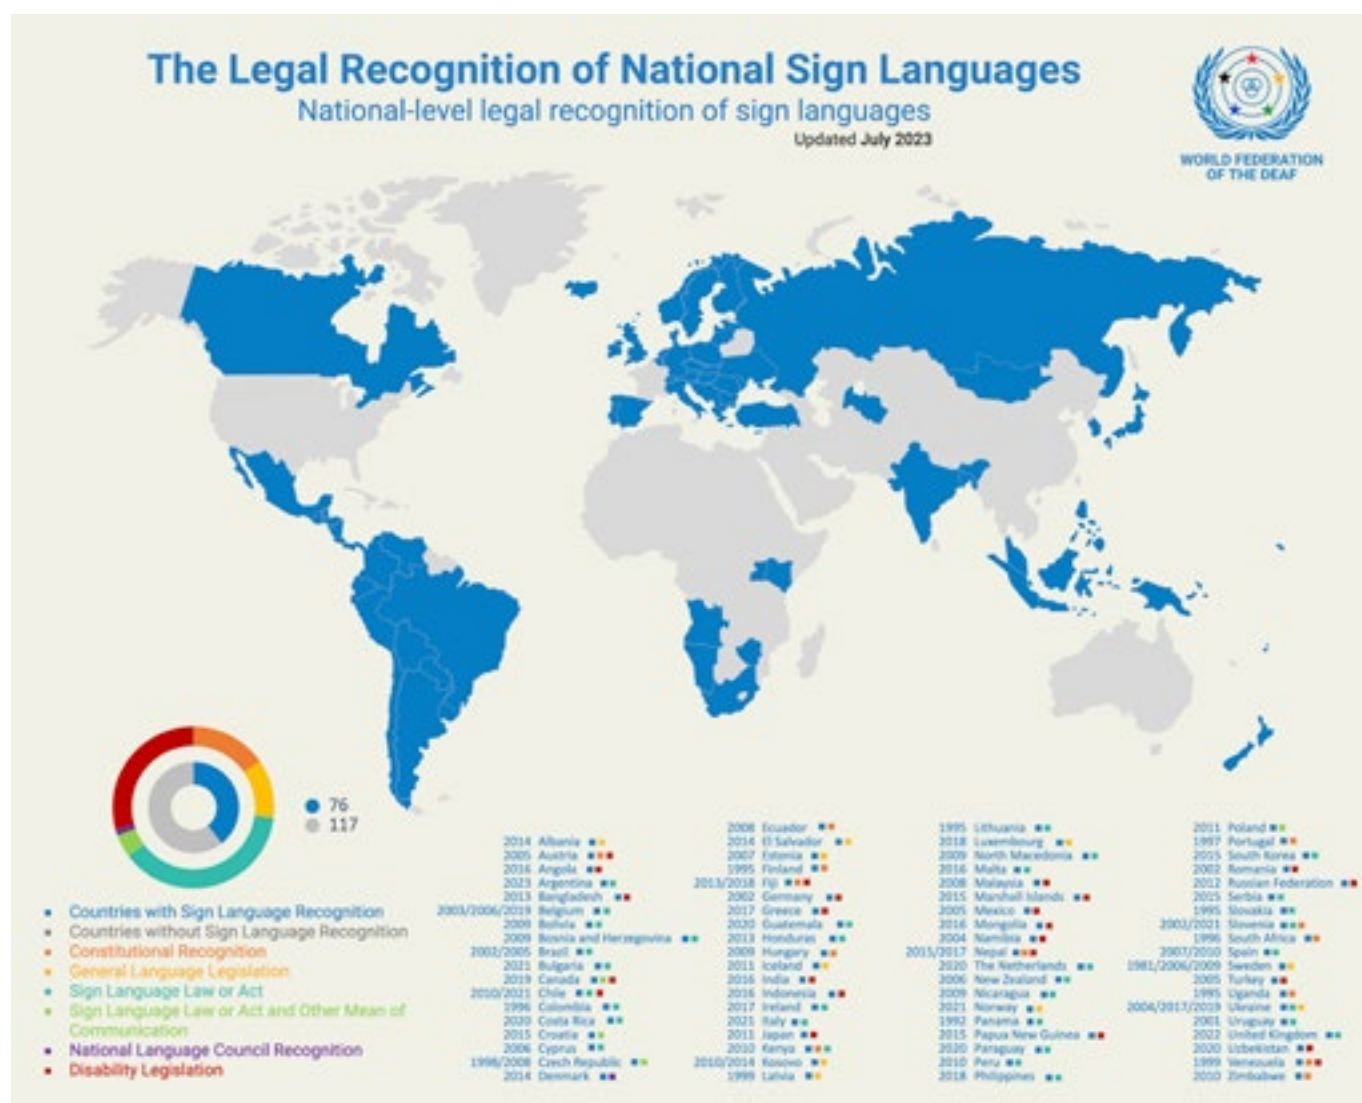 The Legal Recognition of National Sign Languages
National-level legal recognition of sign languages
Updated July 2023
WORLD FEDERATION
OF THE DEAF
76
117
Countries with Sign Language Recognition
Countries without Sign Language Recognition
Constitutional Recognition
General Language Legislation
Sign Language Law or Act
Sign Language Law or Act and Other Mean of
Communication
National Language Council Recognition
Disability Legislation
2014 Albania
2005 Austria
2016 Angola
2023 Argentina
2013 Bangladesh
2003/2006/2019 Belgium
2009 Bolivia
2009 Bosnia and Herzegovina
2002/2005 Brazil
2021 Bulgaria
2019 Canada
2010/2021 Chile
1996 Colombia
2020 Costa Rica
2015 Croatia
2006 Cyprus
1998/2008 Czech Republic
2014 Denmark
2008 Ecuador
2014 El Salvador
2007 Estonia
1995 Finland
2013/2018 Fiji
2002 Germany
2017 Greece
2020 Guatemala
2013 Honduras
2009 Hungary
2011 Iceland
2016 India
2016 Indonesia
2017 Ireland
2021 Italy
2011 Japan
2010 Kenya
2010/2014 Kosovo
1999 Latvia
1995 Lithuania
2018 Luxembourg
2009 North Macedonia
2016 Malta
2008 Malaysia
2015 Marshall Islands
2005 Mexico
2016 Mongolia
2004 Namibia
2015/2017 Nepal
2020 The Netherlands
2006 New Zealand
2009 Nicaragua
2021 Norway
1992 Panama
2015 Papua New Guinea
2020 Paraguay
2010 Peru
2018 Philippines
2011 Poland
1997 Portugal
2015 South Korea
2002 Romania
2012 Russian Federation
2015 Serbia
1995 Slovakia
2002/2021 Slovenia
1996 South Africa
2007/2010 Spain
1981/2006/2009 Sweden
2005 Turkey
1995 Uganda
2004/2017/2019 Ukraine
2001 Uruguay
2022 United Kingdom
2020 Uzbekistan
1999 Venezuela
2010 Zimbabwe